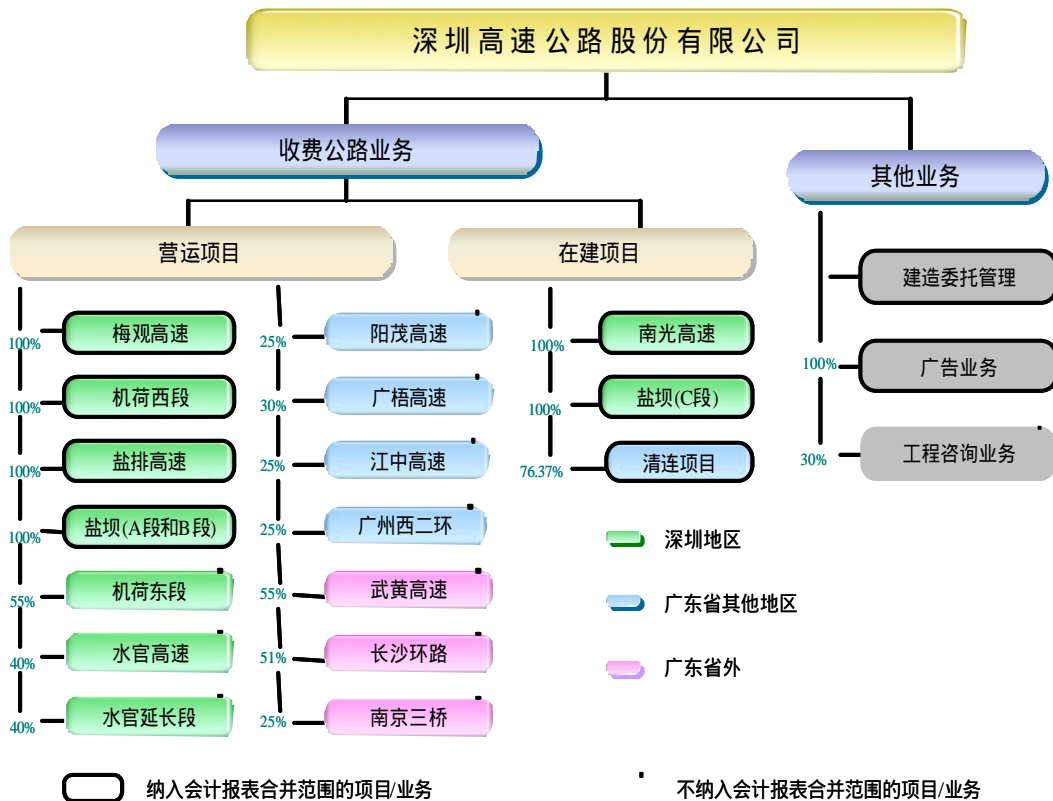 深圳高速公路股份有限公司
收费公路业务
其他业务
营运项目
在建项目
100% 梅观高速
100% 机荷西段
100% 盐排高速
100% 盐坝(A段和B段)
55% 机荷东段
40% 水官高速
40% 水官延长段
25% 阳茂高速
30% 广梧高速
25% 江中高速
25% 广州西二环
55% 武黄高速
51% 长沙环路
25% 南京三桥
100% 南光高速
100% 盐坝(C段)
76.37% 清连项目
建造委托管理
100% 广告业务
30% 工程咨询业务
深圳地区
广东省其他地区
广东省外
纳入会计报表合并范围的项目/业务
不纳入会计报表合并范围的项目/业务